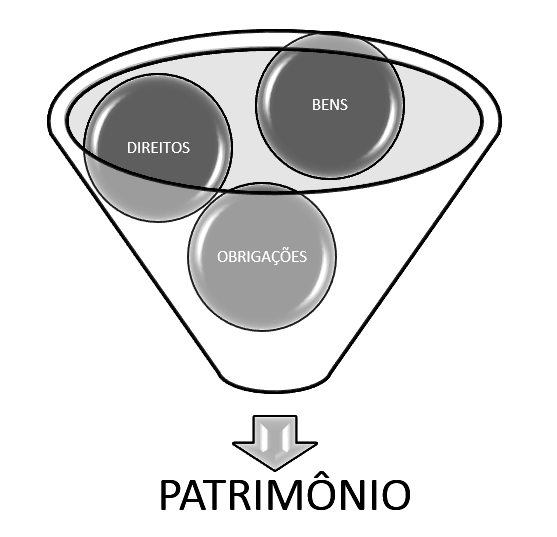 BENS
DIREITOS
OBRIGAÇÕES
PATRIMÔNIO